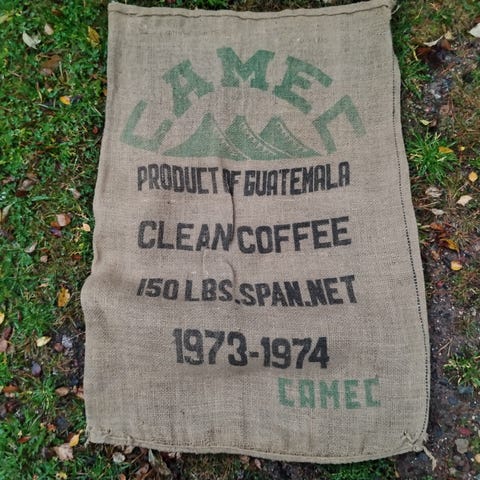 CAMEC
PRODUCT OF GUATEMALA
CLEAN COFFEE
150 LBS.SPAN.NET
1973-1974
CAMEC